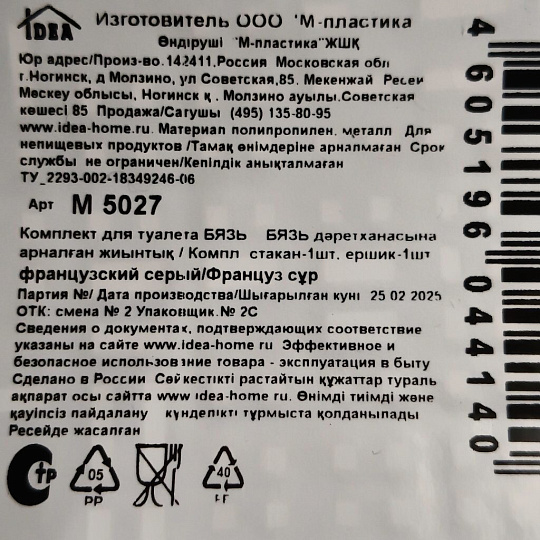 IDEA
Изготовитель ООО "М-пластика
Өндіруші "М-пластика"ЖШҚ
Юр адрес/Произ-во.142411,Россия Московская обл
г.Ногинск, д Молзино, ул Советская,85. Мекенжай Ресей
Мәскеу облысы, Ногинск қ. Молзино ауылы.Советская
көшесі 85 Продажа/Сатушы (495) 135-80-95
www.idea-home.ru. Материал полипропилен, металл Для
непищевых продуктов /Тамақ өнімдеріне арналмаған Срок
службы не ограничен/Кепілдік анықталмаған
ТУ_2293-002-18349246-06
Арт М 5027
Комплект для туалета БЯЗЬ БЯЗЬ дәретханасына
арналған жиынтық / Компл стакан-1шт, ершик-1шт
французский серый/Француз сұр
Партия №/ Дата производства/Шығарылған күні 25 02 2025
ОТК: смена № 2 Упаковщик.№ 2С
Сведения о документах, подтверждающих соответствие
указаны на сайте www.idea-home ru Эффективное и
безопасное использование товара - эксплуатация в быту
Сделано в России Сәйкестікті растайтын құжаттар туралы
ақпарат осы сайтта www idea-home ru. Өнімді тиімді және
қауіпсіз пайдалану күнделікті тұрмыста қолданылады
Ресейде жасалған
05
PP
40
4 605196 044140